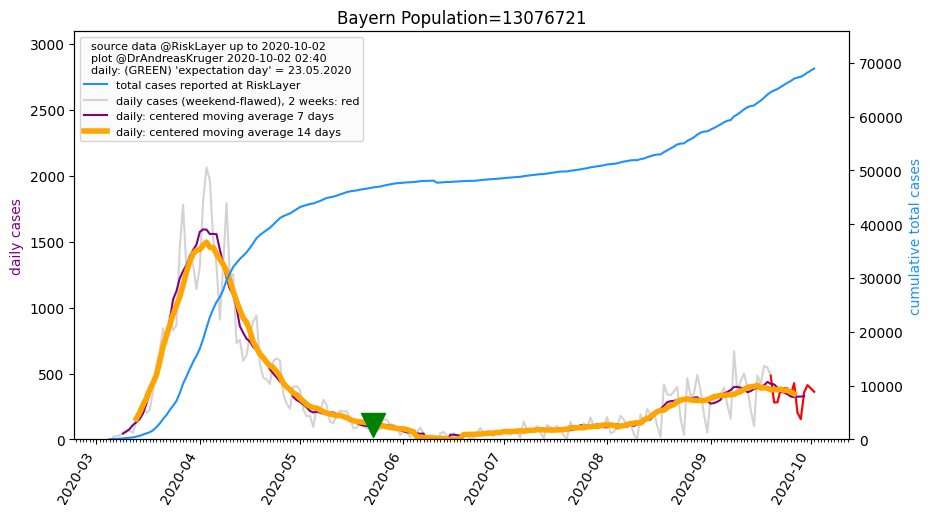 Bayern Population=13076721
source data @RiskLayer up to 2020-10-02
plot @DrAndreasKruger 2020-10-02 02:40
daily: (GREEN) 'expectation day' = 23.05.2020
total cases reported at RiskLayer
daily cases (weekend-flawed), 2 weeks: red
daily: centered moving average 7 days
daily: centered moving average 14 days
daily cases
3000
2500
2000
1500
1000
500
0
cumulative total cases
70000
60000
50000
40000
30000
20000
10000
0
2020-03
2020-04
2020-05
2020-06
2020-07
2020-08
2020-09
2020-10